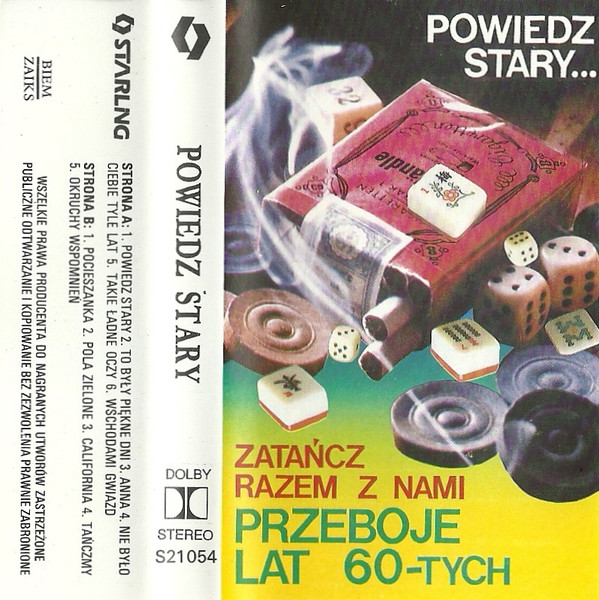 BIEM
ZAIKS
STARLING
STRONA A: 1. POWIEDZ STARY 2. TO BYŁY PIĘKNE DNI 3. ANNA 4. NIE BYŁO
CIEBIE TYLE LAT 5. TAKIE ŁADNE OCZY 6. WSCHODAMI GWIAZD
STRONA B: 1. POCIESZANKA 2. POLA ZIELONE 3. CALIFORNIA 4. TAŃCZMY
5. OKRUCHY WSPOMNIEŃ
WSZELKIE PRAWA PRODUCENTA DO NAGRANYCH UTWORÓW ZASTRZEŻONE
PUBLICZNE ODTWARZANIE I KOPIOWANIE BEZ ZEZWOLENIA PRAWNIE ZABRONIONE
POWIEDZ STARY
DOLBY
STEREO
S21054
POWIEDZ
STARY...
ZATAŃCZ
RAZEM Z NAMI
PRZEBOJE
LAT 60-TYCH